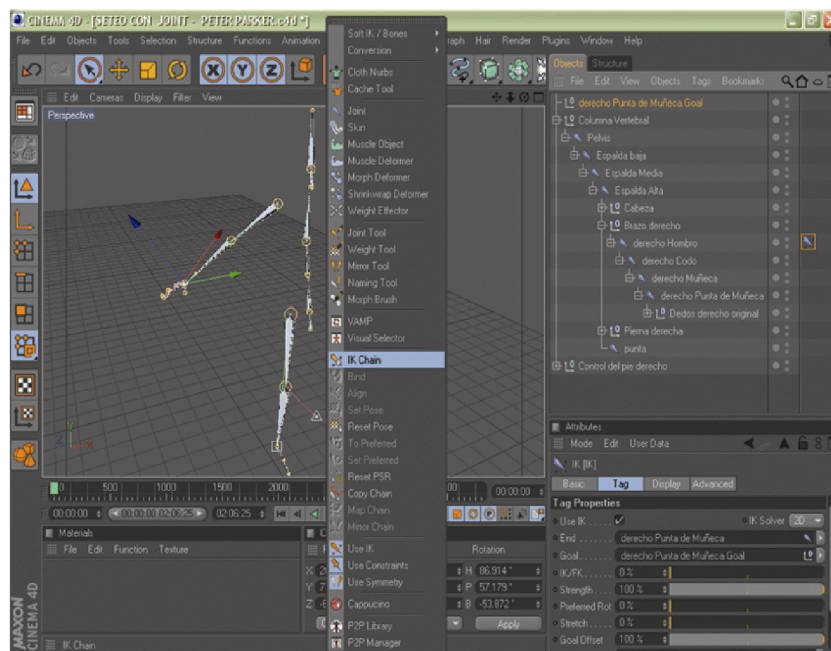 CINEMA 4D - [SETEO CON JOINT - PETER PARKER.c4d *]
File Edit Objects Tools Selection Structure Functions Animation
Hair Render Plugins Window Help
Soft IK / Bones
Conversion
Cloth Nurbs
Cache Tool
Joint
Skin
Muscle Object
Muscle Deformer
Morph Deformer
Shrinkwrap Deformer
Weight Effector
Joint Tool
Weight Tool
Mirror Tool
Naming Tool
Morph Brush
VAMP
Visual Selector
IK Chain
Bind
Align
Set Pose
Reset Pose
To Preferred
Set Preferred
Reset PSR
Copy Chain
Map Chain
Mirror Chain
Use IK
Use Constraints
Use Symmetry
Cappucino
P2P Library
P2P Manager
X Y Z
Edit Cameras Display Filter View
Perspective
Y
Z X
0 500 1000 1500 2000
00:00:00
00:00:00 02:06:25 02:06:25
00:00:00
Materials
File Edit Function Texture
Rotation
X
H 86.914 °
Y
P 57.179 °
Z
B -53.872 °
Apply
MAXON
CINEMA 4D
IK Chain
Objects Structure
File Edit View Objects Tags Bookmarks
derecho Punta de Muñeca.Goal
Columna Vertebral
Pelvis
Espalda baja
Espalda Media
Espalda Alta
Cabeza
Brazo derecho
derecho Hombro
derecho Codo
derecho Muñeca
derecho Punta de Muñeca
Dedos derecho original
Pierna derecha
punta
Control del pie derecho
Attributes
Mode Edit User Data
IK [IK]
Basic Tag Display Advanced
Tag Properties
Use IK IK Solver 2D
End derecho Punta de Muñeca
Goal derecho Punta de Muñeca.Goal
IK/FK 0 %
Strength 100 %
Preferred Rot 0 %
Stretch 0 %
Goal Offset 100 %